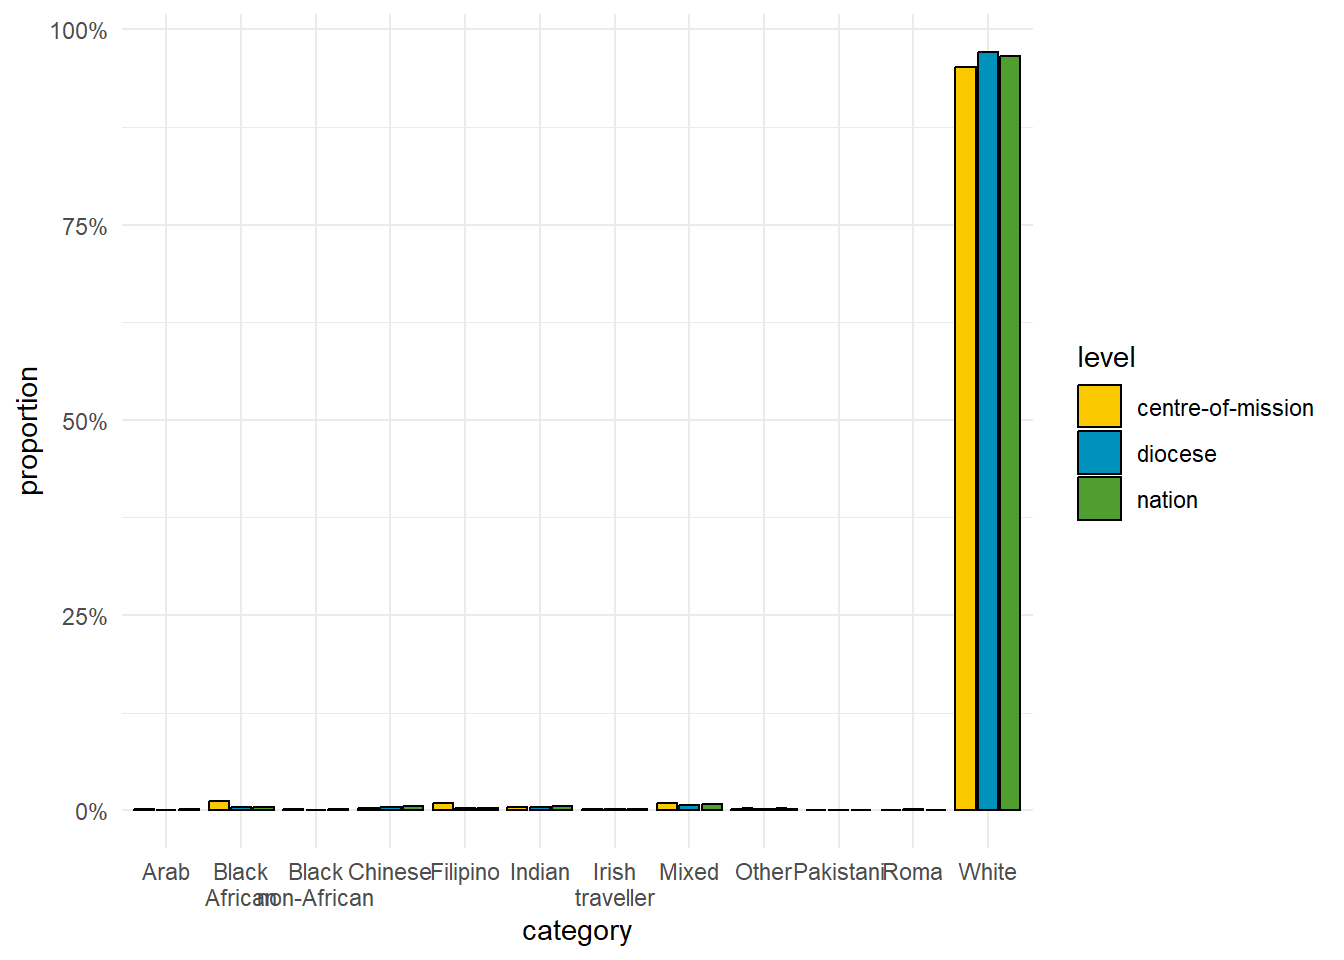 100%
75%
50%
25%
0%
proportion
Arab
Black
African
Black
non-African
Chinese
Filipino
Indian
Irish
traveller
Mixed
Other
Pakistani
Roma
White
category
level
centre-of-mission
diocese
nation